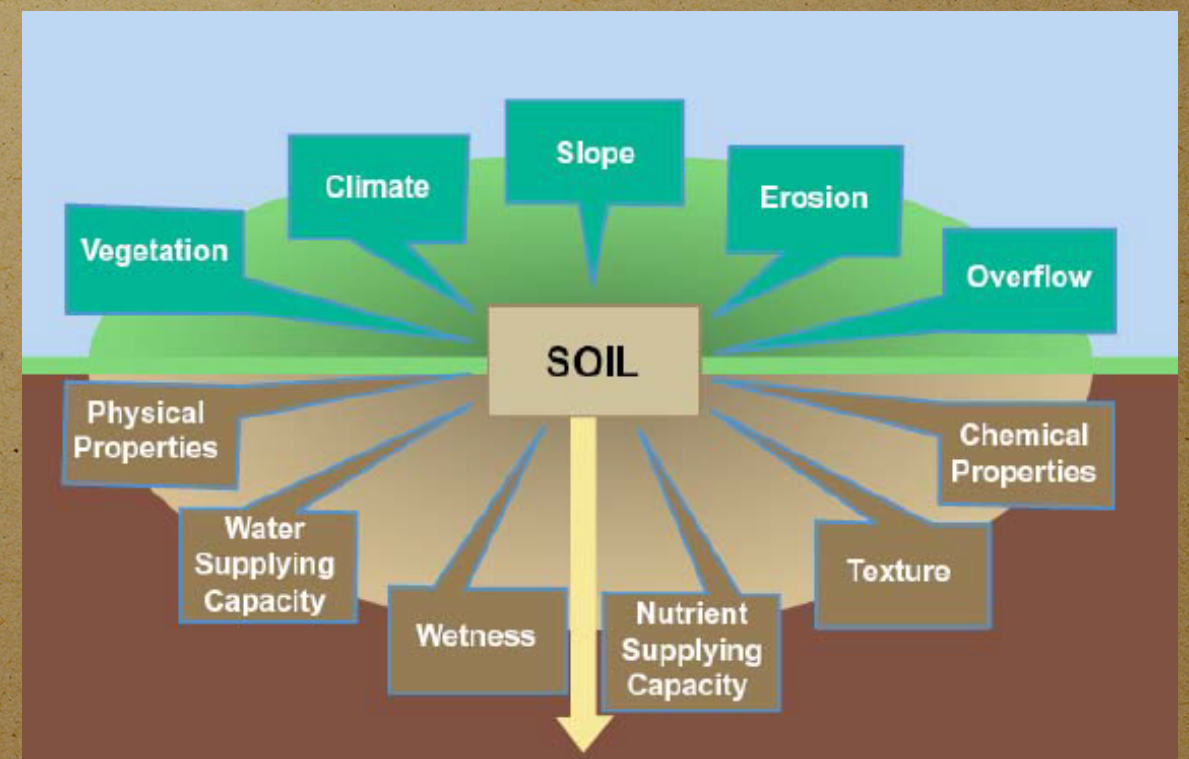 Slope
Climate
Erosion
Vegetation
Overflow
SOIL
Physical
Properties
Chemical
Properties
Water
Supplying
Capacity
Texture
Wetness
Nutrient
Supplying
Capacity